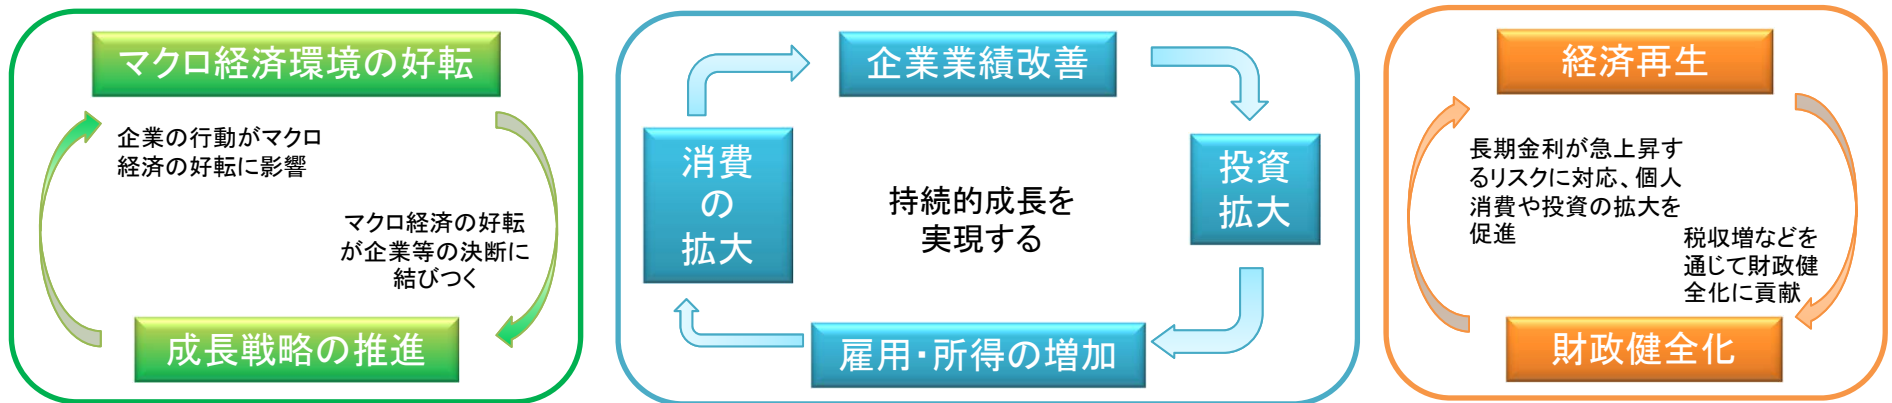 マクロ経済環境の好転
企業の行動がマクロ
経済の好転に影響
マクロ経済の好転
が企業等の決断に
結びつく
成長戦略の推進
企業業績改善
消費
の
拡大
投資
拡大
持続的成長を
実現する
雇用・所得の増加
経済再生
長期金利が急上昇す
るリスクに対応、個人
消費や投資の拡大を
促進
税収増などを
通じて財政健
全化に貢献
財政健全化